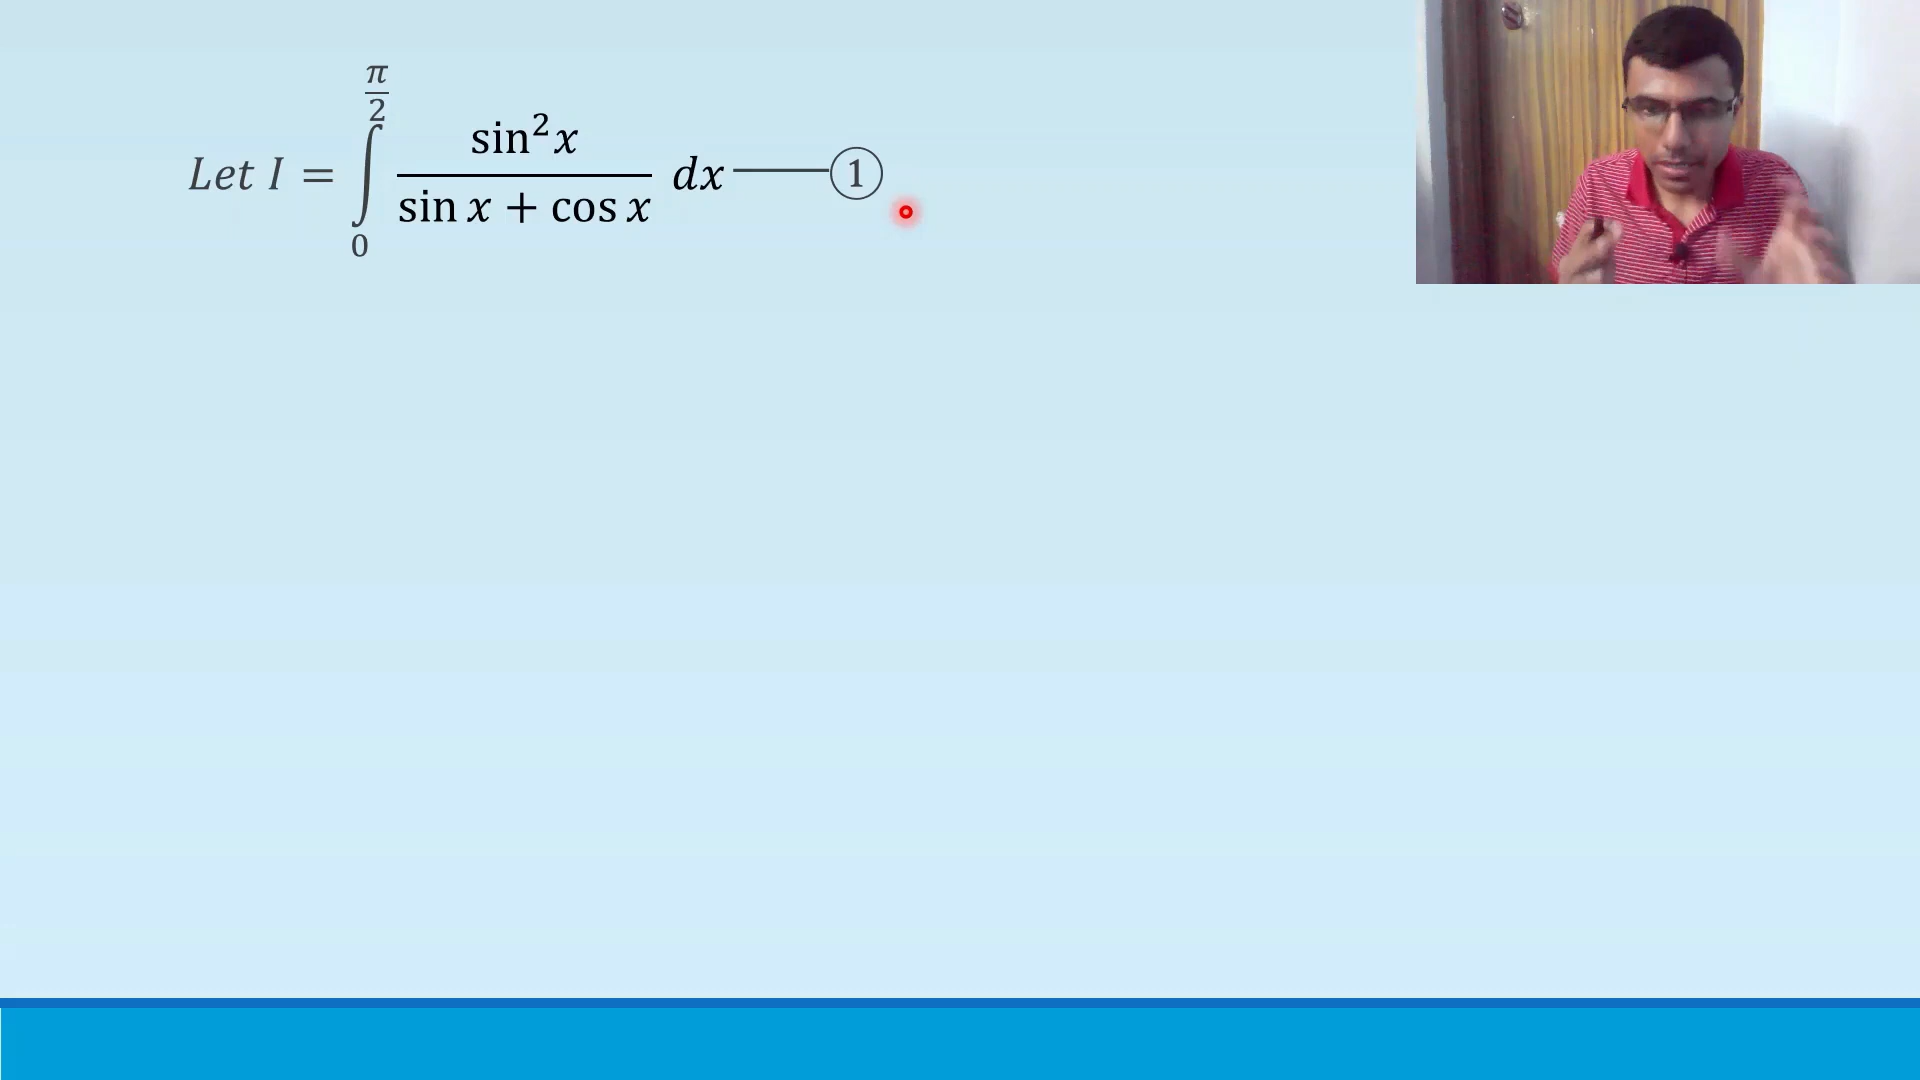 Let I = ∫₀^{π/2} sin²x / (sin x + cos x) dx ——①